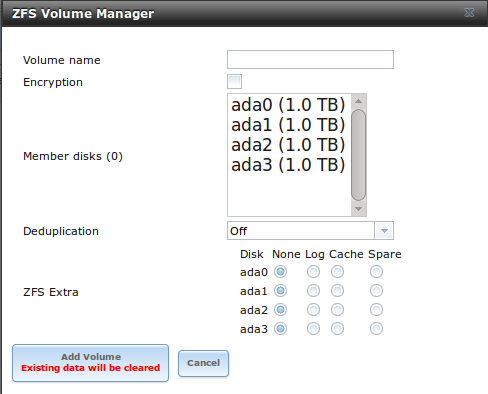 ZFS Volume Manager
Volume name
Encryption
Member disks (0)
ada0 (1.0 TB)
ada1 (1.0 TB)
ada2 (1.0 TB)
ada3 (1.0 TB)
Deduplication Off
ZFS Extra
Disk None Log Cache Spare
ada0
ada1
ada2
ada3
Add Volume
Existing data will be cleared
Cancel